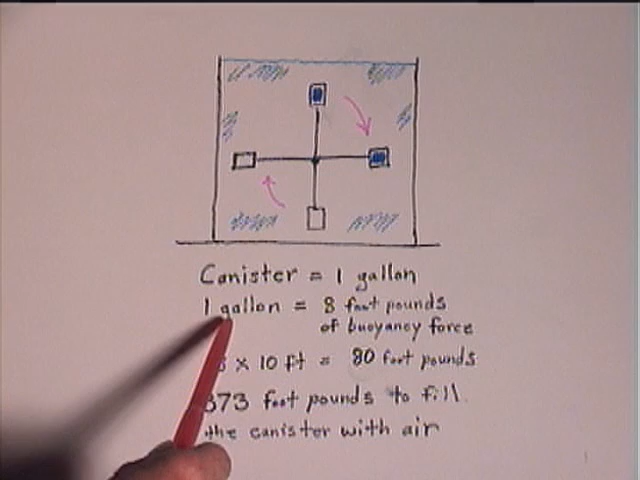 Canister = 1 gallon
1 gallon = 8 foot pounds
of buoyancy force
x 10 ft = 80 foot pounds
373 foot pounds to fill
the canister with air